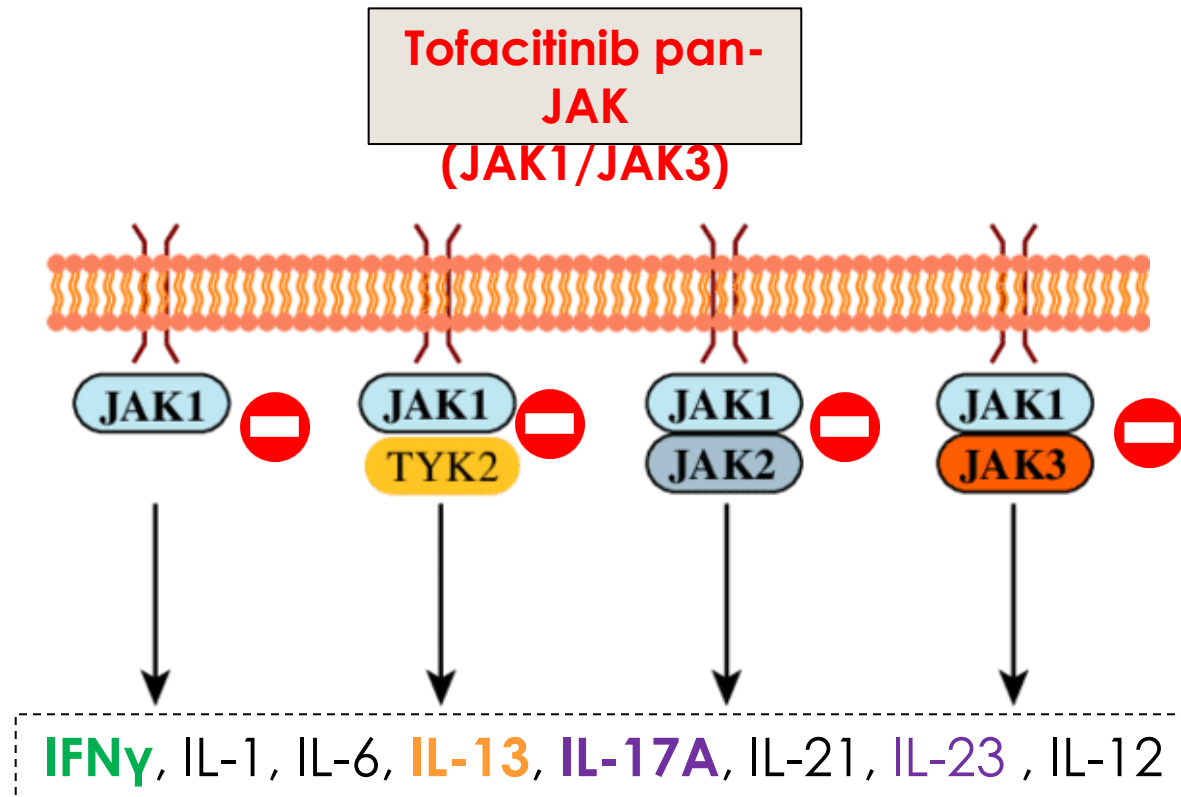 Tofacitinib pan-
JAK
(JAK1/JAK3)
JAK1
JAK1
TYK2
JAK1
JAK2
JAK1
JAK3
IFNγ, IL-1, IL-6, IL-13, IL-17A, IL-21, IL-23 , IL-12